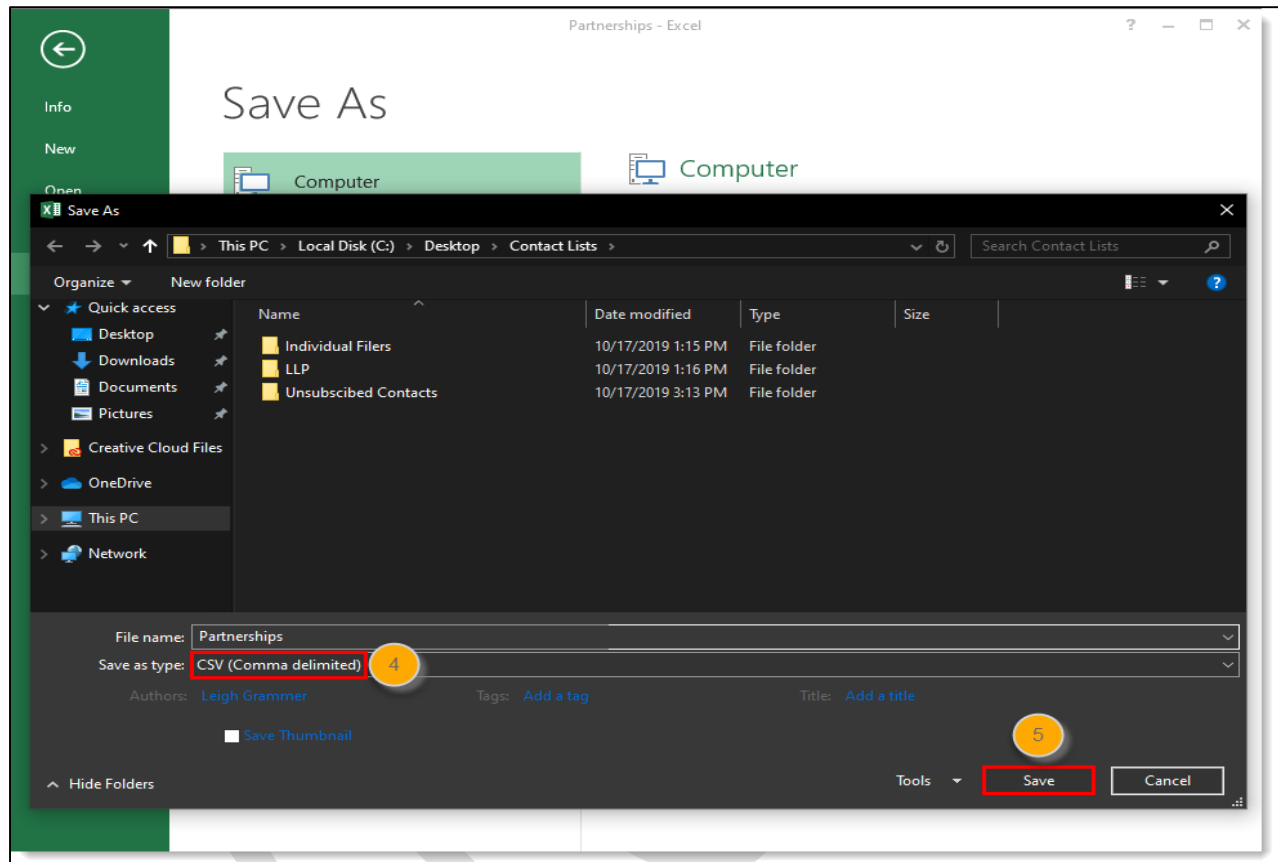 Partnerships - Excel
?
Info
Save As
New
Computer
Computer
Open
Save As
This PC > Local Disk (C:) > Desktop > Contact Lists >
Search Contact Lists
Organize
New folder
?
Quick access
Name
Date modified
Type
Size
Desktop
Individual Filers 10/17/2019 1:15 PM File folder
Downloads
LLP 10/17/2019 1:16 PM File folder
Documents
Unsubscibed Contacts 10/17/2019 3:13 PM File folder
Pictures
Creative Cloud Files
OneDrive
This PC
Network
File name: Partnerships
Save as type: CSV (Comma delimited) 4
Authors: Leigh Grammer Tags: Add a tag Title: Add a title
Save Thumbnail
5
Hide Folders
Tools
Save
Cancel